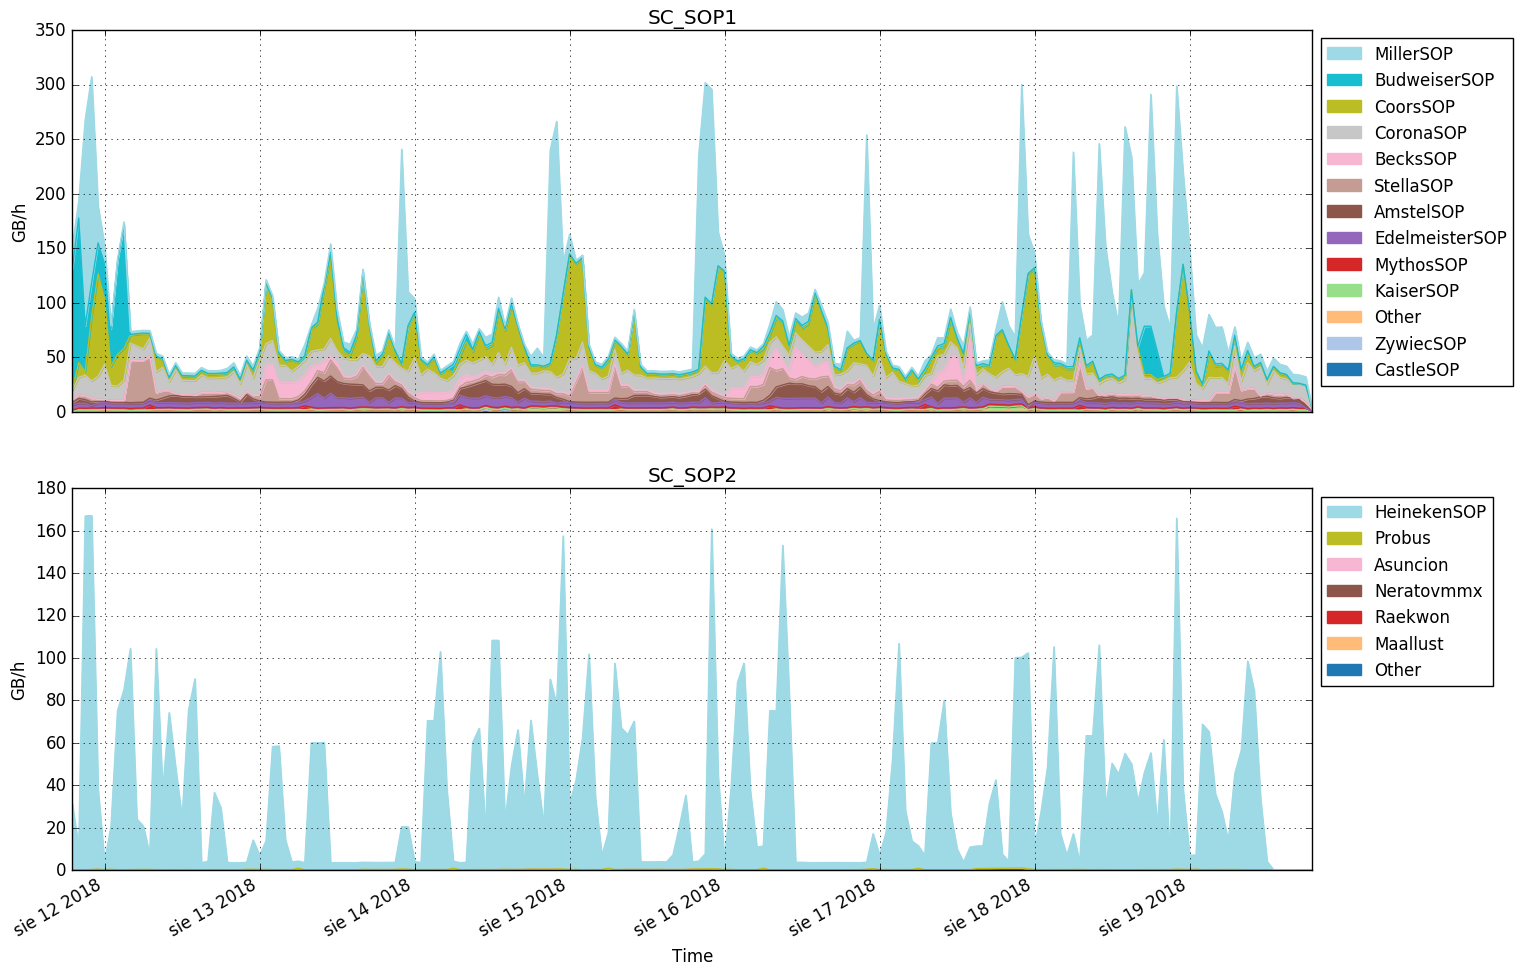 SC_SOP1
350
300
250
200
150
100
50
0
GB/h
MillerSOP
BudweiserSOP
CoorsSOP
CoronaSOP
BecksSOP
StellaSOP
AmstelSOP
EdelmeisterSOP
MythosSOP
KaiserSOP
Other
ZywiecSOP
CastleSOP
SC_SOP2
180
160
140
120
100
80
60
40
20
0
GB/h
HeinekenSOP
Probus
Asuncion
Neratovmmx
Raekwon
Maallust
Other
sie 12 2018
sie 13 2018
sie 14 2018
sie 15 2018
sie 16 2018
sie 17 2018
sie 18 2018
sie 19 2018
Time